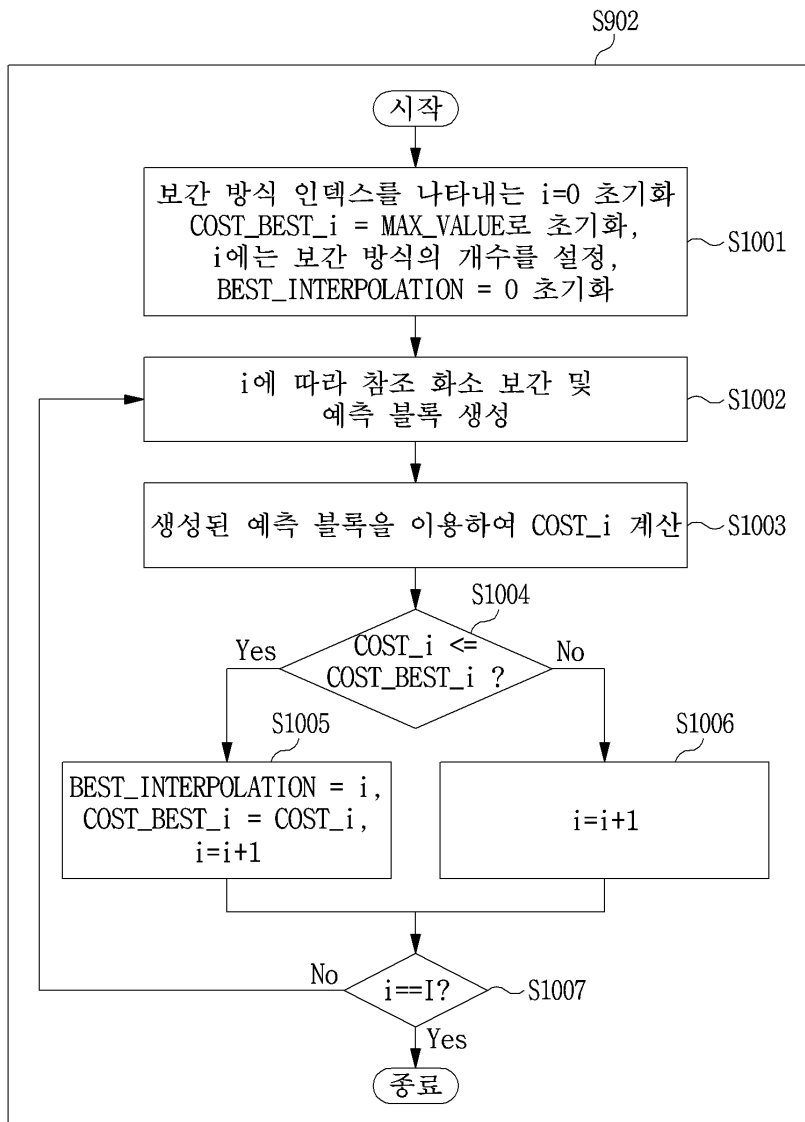 S902
시작
보간 방식 인덱스를 나타내는 i=0 초기화
COST_BEST_i = MAX_VALUE로 초기화,
i에는 보간 방식의 개수를 설정,
BEST_INTERPOLATION = 0 초기화
S1001
i에 따라 참조 화소 보간 및
예측 블록 생성
S1002
생성된 예측 블록을 이용하여 COST_i 계산
S1003
S1004
COST_i <=
COST_BEST_i ?
Yes
No
S1005
BEST_INTERPOLATION = i,
COST_BEST_i = COST_i,
i=i+1
S1006
i=i+1
No
i==I?
S1007
Yes
종료